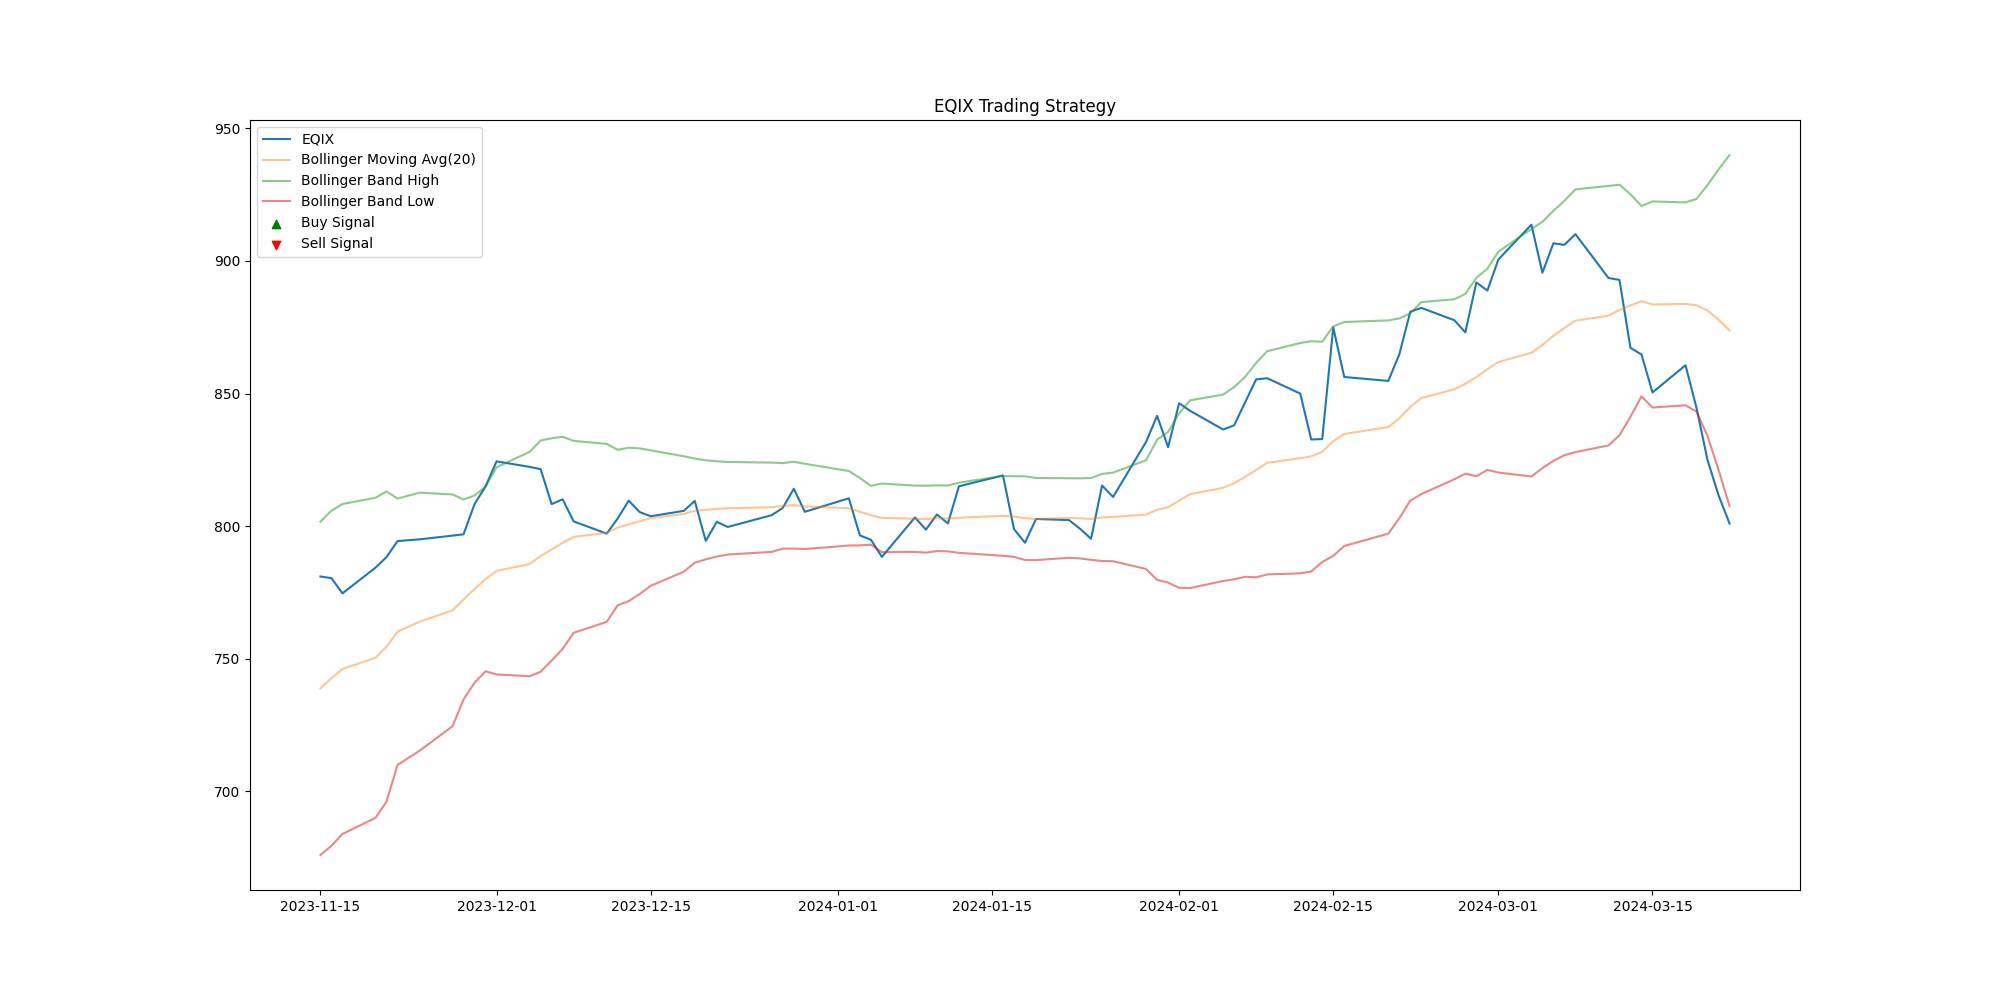 EQIX Trading Strategy
950
900
850
800
750
700
EQIX
Bollinger Moving Avg(20)
Bollinger Band High
Bollinger Band Low
Buy Signal
Sell Signal
2023-11-15
2023-12-01
2023-12-15
2024-01-01
2024-01-15
2024-02-01
2024-02-15
2024-03-01
2024-03-15